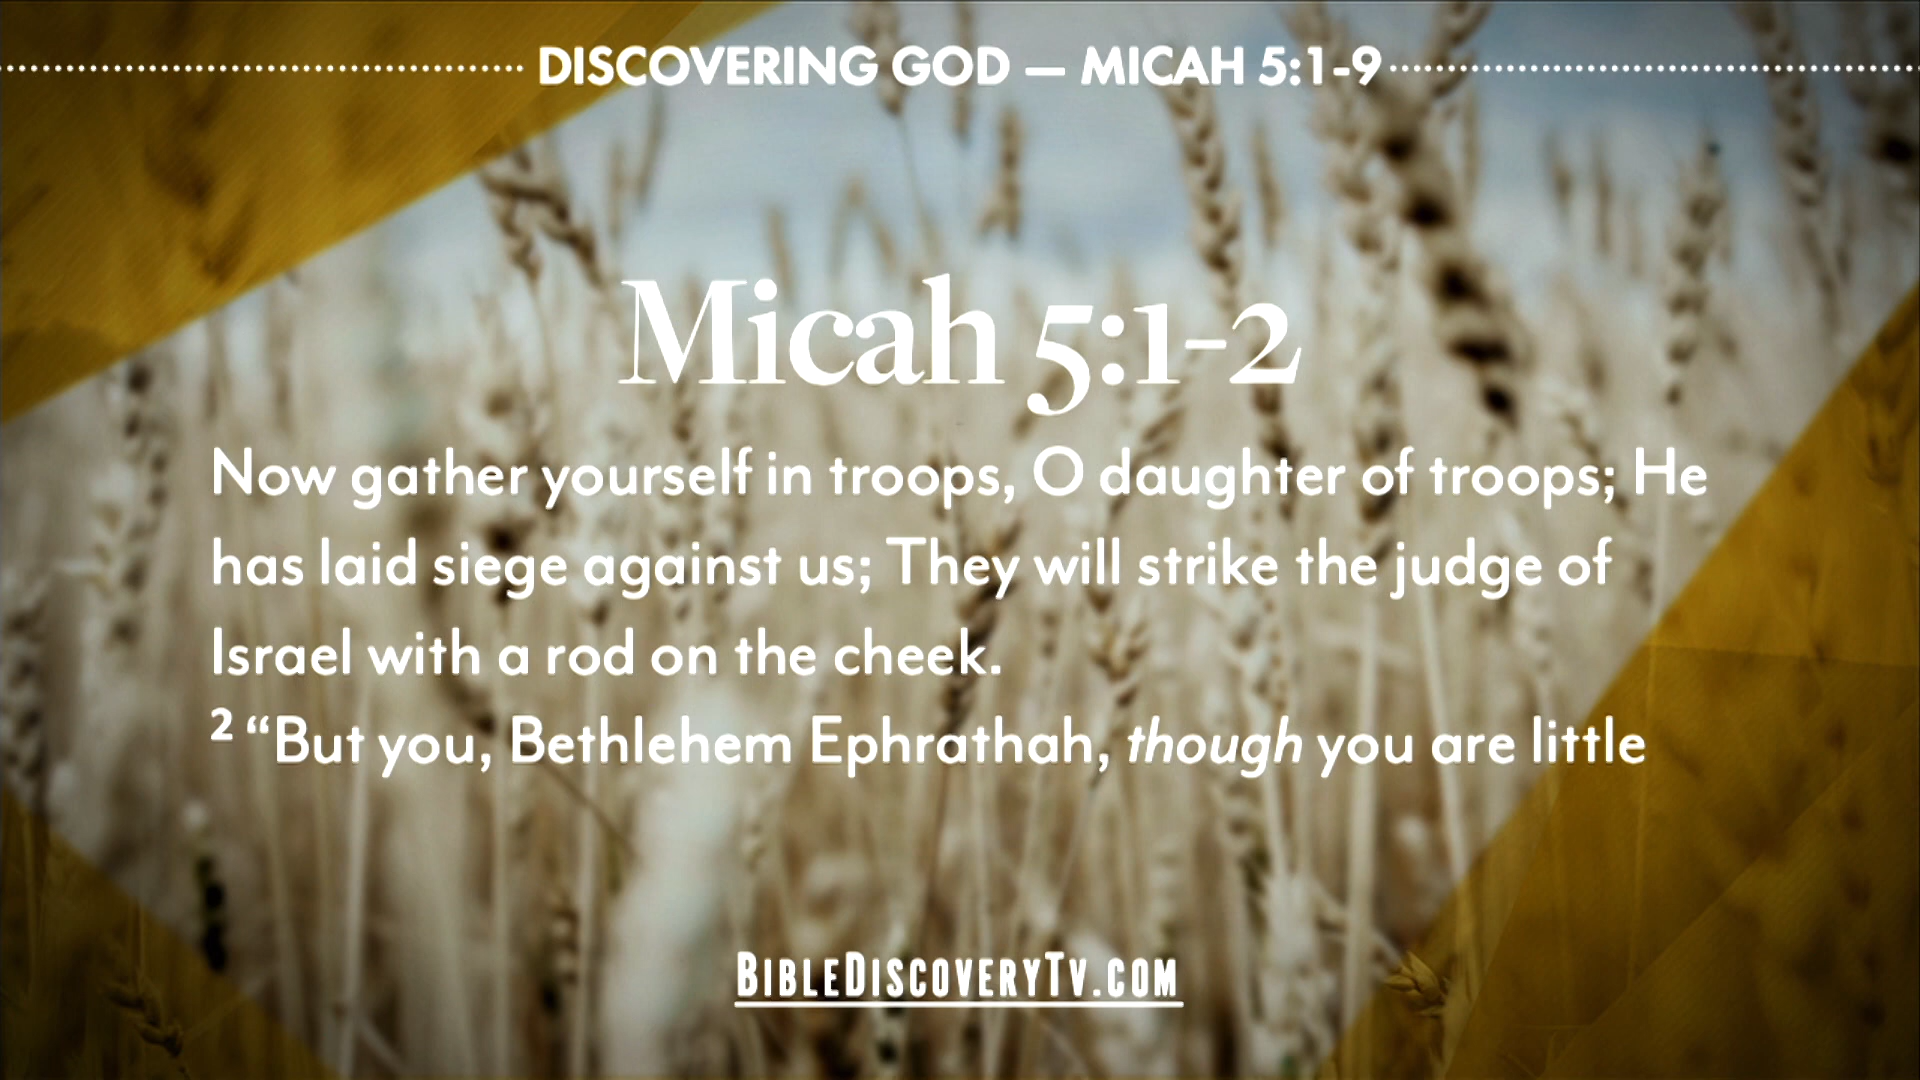 DISCOVERING GOD — MICAH 5:1-9
Micah 5:1-2
Now gather yourself in troops, O daughter of troops; He
has laid siege against us; They will strike the judge of
Israel with a rod on the cheek.
² “But you, Bethlehem Ephrathah, though you are little
BIBLEDISCOVERYTV.COM